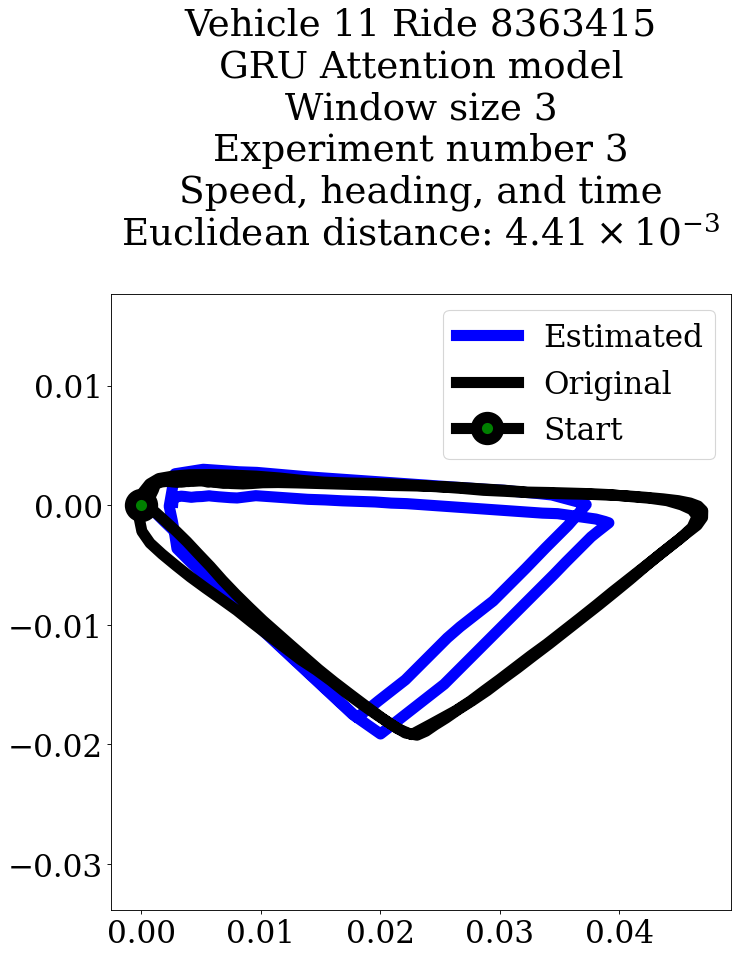 Vehicle 11 Ride 8363415
GRU Attention model
Window size 3
Experiment number 3
Speed, heading, and time
Euclidean distance: 4.41 × 10⁻³
Estimated
Original
Start
0.01
0.00
−0.01
−0.02
−0.03
0.00 0.01 0.02 0.03 0.04